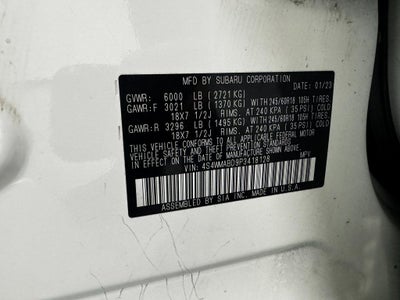 MFD BY SUBARU CORPORATION
DATE: 01/23
GVWR: 6000 LB (2721 KG)
GAWR:F 3021 LB (1370 KG) WITH 245/60R18 105H TIRES.
18X7 1/2J RIMS, AT 240 KPA (35 PSI) COLD
GAWR:R 3296 LB (1495 KG) WITH 245/60R18 105H TIRES.
18X7 1/2J RIMS, AT 240 KPA (35 PSI) COLD
THIS VEHICLE CONFORMS TO ALL
APPLICABLE FEDERAL MOTOR
VEHICLE SAFETY STANDARDS IN
EFFECT ON THE DATE OF
MANUFACTURE SHOWN ABOVE.
VIN: 4S4WMABD9P3418128 MPV
ASSEMBLED BY SIA INC. MADE IN U.S.A.